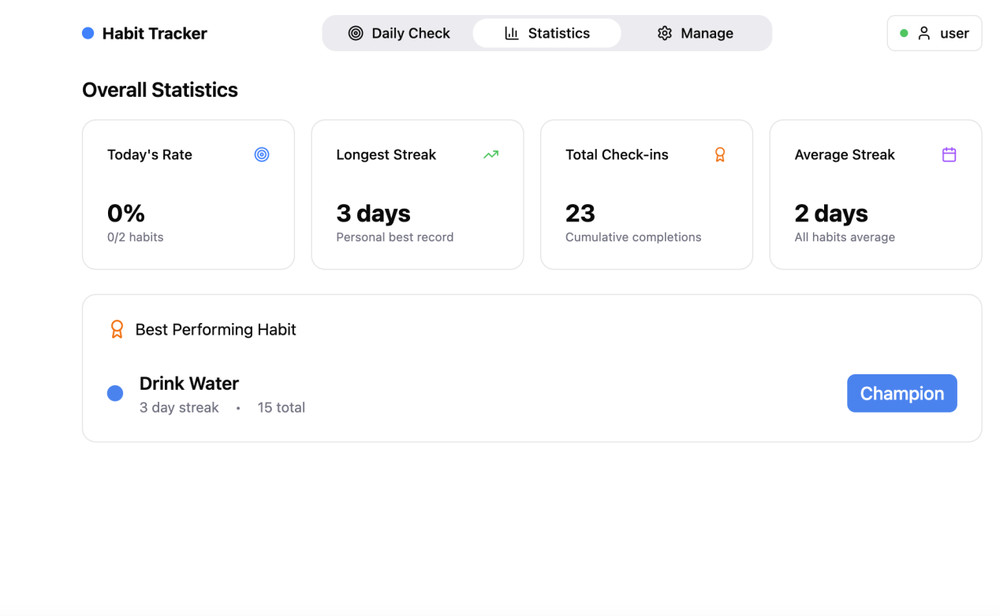 Habit Tracker
Daily Check
Statistics
Manage
user
Overall Statistics
Today's Rate
0%
0/2 habits
Longest Streak
3 days
Personal best record
Total Check-ins
23
Cumulative completions
Average Streak
2 days
All habits average
Best Performing Habit
Drink Water
3 day streak • 15 total
Champion